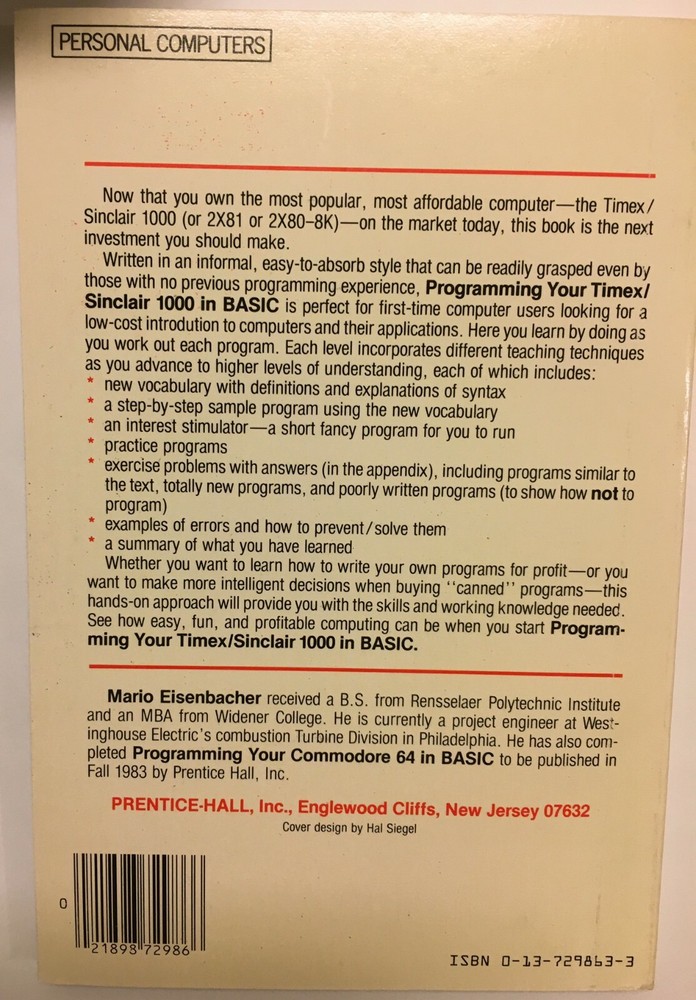 PERSONAL COMPUTERS
Now that you own the most popular, most affordable computer—the Timex/
Sinclair 1000 (or 2X81 or 2X80-8K)—on the market today, this book is the next
investment you should make.
Written in an informal, easy-to-absorb style that can be readily grasped even by
those with no previous programming experience, Programming Your Timex/
Sinclair 1000 in BASIC is perfect for first-time computer users looking for a
low-cost introdution to computers and their applications. Here you learn by doing as
you work out each program. Each level incorporates different teaching techniques
as you advance to higher levels of understanding, each of which includes:
* new vocabulary with definitions and explanations of syntax
* a step-by-step sample program using the new vocabulary
* an interest stimulator—a short fancy program for you to run
* practice programs
* exercise problems with answers (in the appendix), including programs similar to
the text, totally new programs, and poorly written programs (to show how not to
program)
* examples of errors and how to prevent/solve them
* a summary of what you have learned
Whether you want to learn how to write your own programs for profit—or you
want to make more intelligent decisions when buying "canned" programs—this
hands-on approach will provide you with the skills and working knowledge needed.
See how easy, fun, and profitable computing can be when you start Program-
ming Your Timex/Sinclair 1000 in BASIC.
Mario Eisenbacher received a B.S. from Rensselaer Polytechnic Institute
and an MBA from Widener College. He is currently a project engineer at West-
inghouse Electric's combustion Turbine Division in Philadelphia. He has also com-
pleted Programming Your Commodore 64 in BASIC to be published in
Fall 1983 by Prentice Hall, Inc.
PRENTICE-HALL, Inc., Englewood Cliffs, New Jersey 07632
Cover design by Hal Siegel
0
21898 72986
ISBN 0-13-729863-3